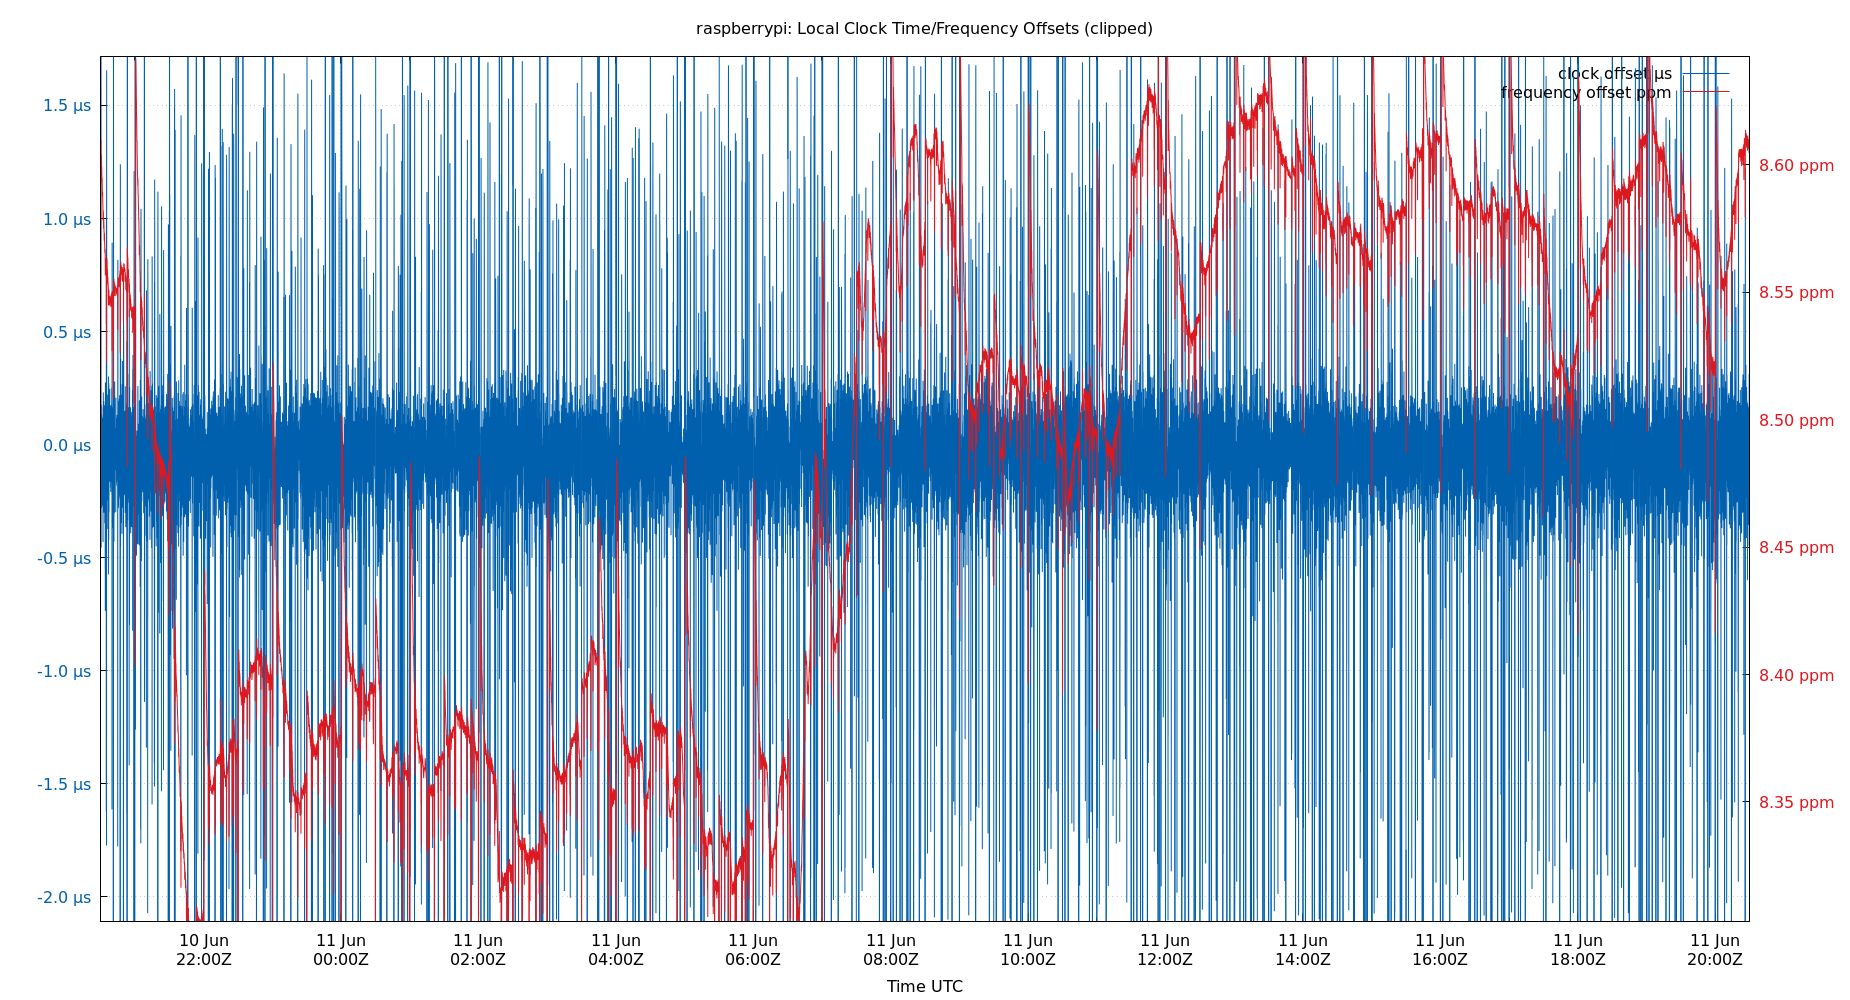 raspberrypi: Local Clock Time/Frequency Offsets (clipped)
clock offset µs
frequency offset ppm
1.5 µs
1.0 µs
0.5 µs
0.0 µs
-0.5 µs
-1.0 µs
-1.5 µs
-2.0 µs
8.60 ppm
8.55 ppm
8.50 ppm
8.45 ppm
8.40 ppm
8.35 ppm
10 Jun 11 Jun 11 Jun 11 Jun 11 Jun 11 Jun 11 Jun 11 Jun 11 Jun 11 Jun 11 Jun 11 Jun
22:00Z 00:00Z 02:00Z 04:00Z 06:00Z 08:00Z 10:00Z 12:00Z 14:00Z 16:00Z 18:00Z 20:00Z
Time UTC